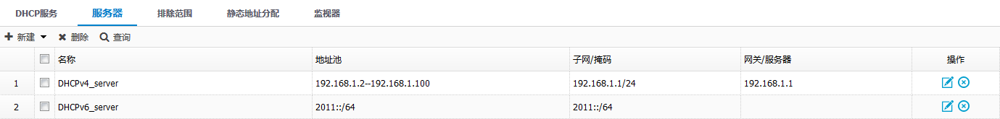 DHCP服务 服务器 排除范围 静态地址分配 监视器
新建 删除 查询
名称 地址池 子网/掩码 网关/服务器 操作
1 DHCPv4_server 192.168.1.2--192.168.1.100 192.168.1.1/24 192.168.1.1
2 DHCPv6_server 2011::/64 2011::/64